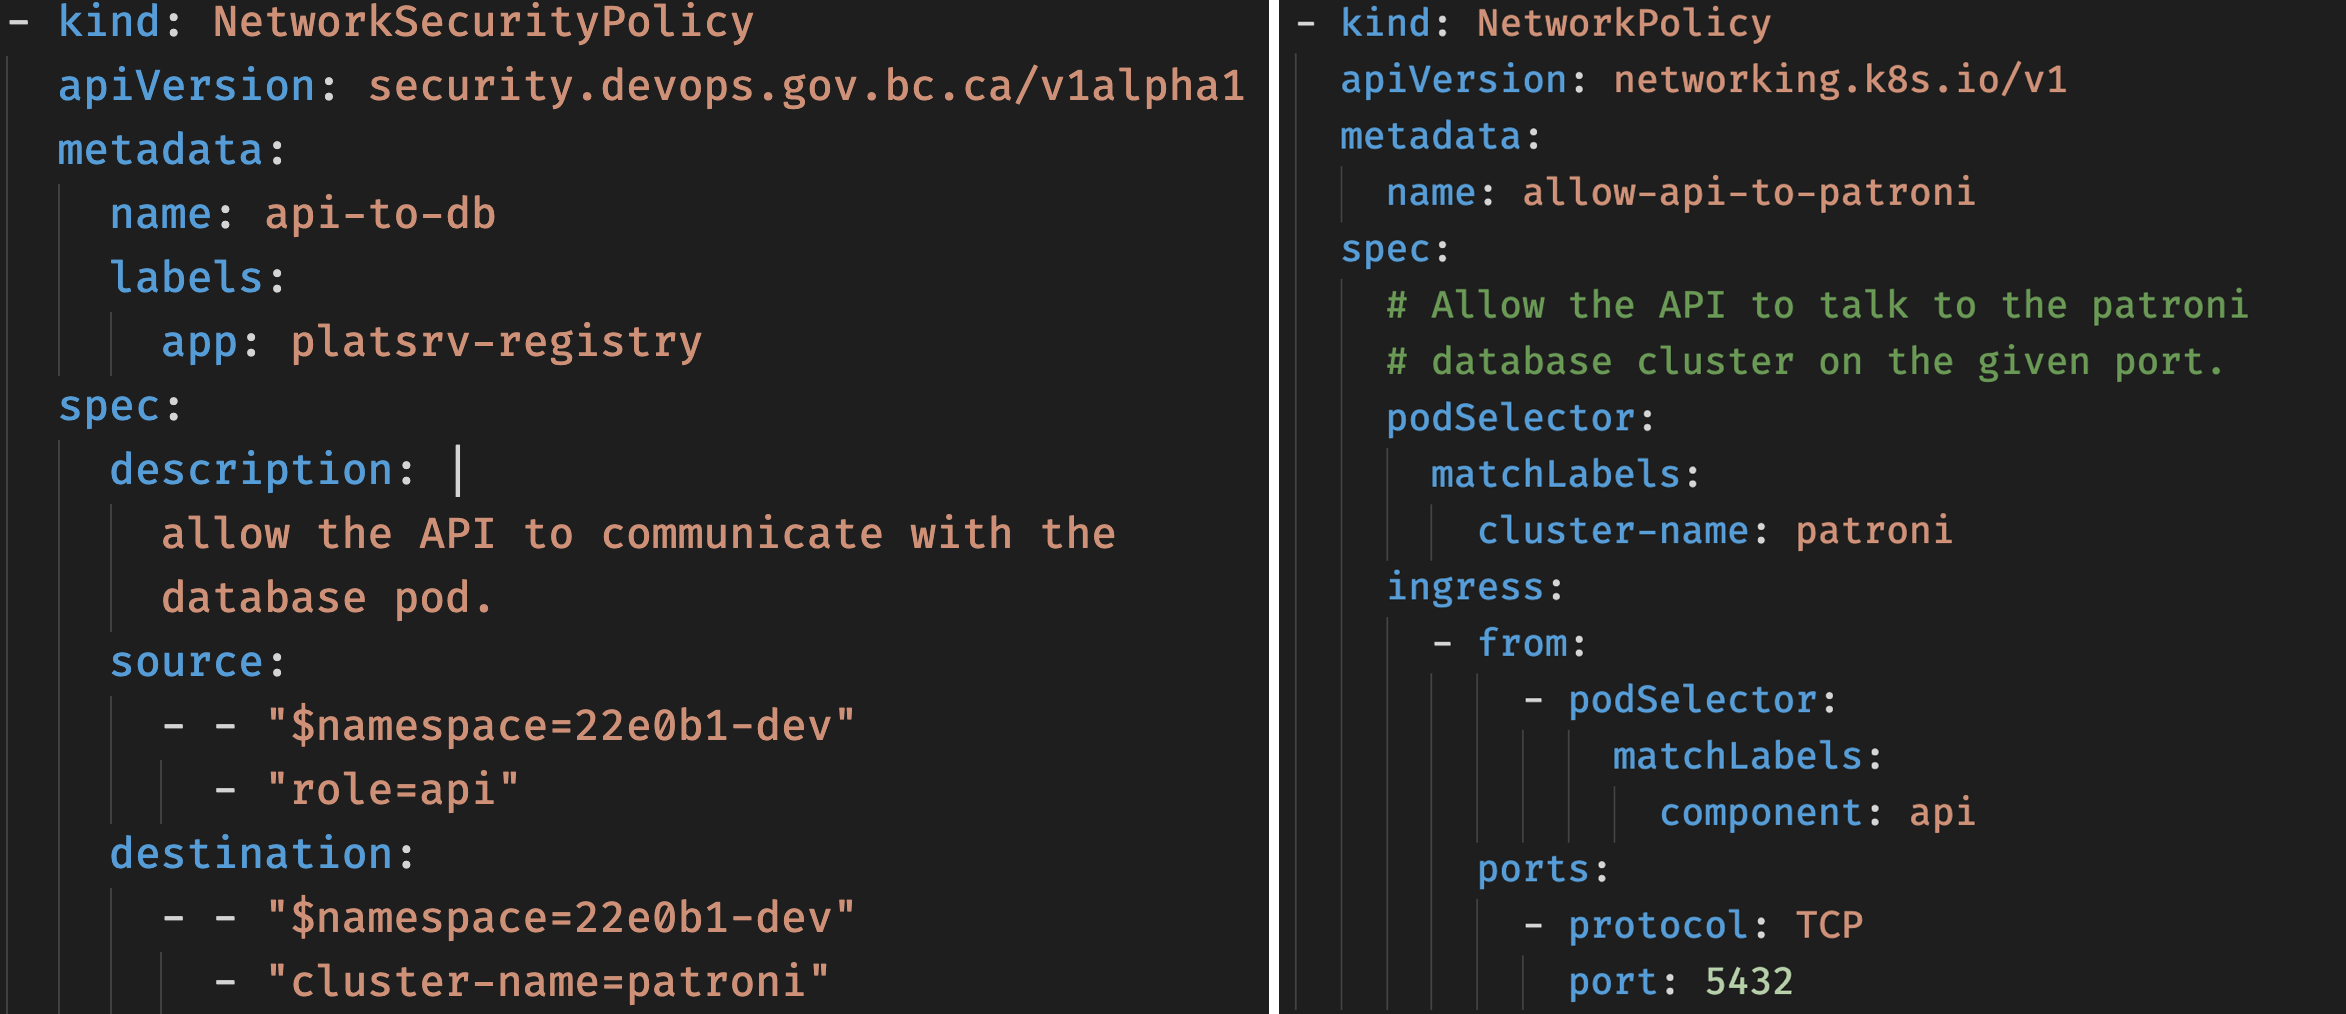 - kind: NetworkSecurityPolicy
  apiVersion: security.devops.gov.bc.ca/v1alpha1
  metadata:
    name: api-to-db
    labels:
      app: platsrv-registry
  spec:
    description: |
      allow the API to communicate with the
      database pod.
    source:
      - - "$namespace=22e0b1-dev"
        - "role=api"
    destination:
      - - "$namespace=22e0b1-dev"
        - "cluster-name=patroni"
- kind: NetworkPolicy
  apiVersion: networking.k8s.io/v1
  metadata:
    name: allow-api-to-patroni
  spec:
    # Allow the API to talk to the patroni
    # database cluster on the given port.
    podSelector:
      matchLabels:
        cluster-name: patroni
    ingress:
      - from:
          - podSelector:
              matchLabels:
                component: api
        ports:
          - protocol: TCP
            port: 5432